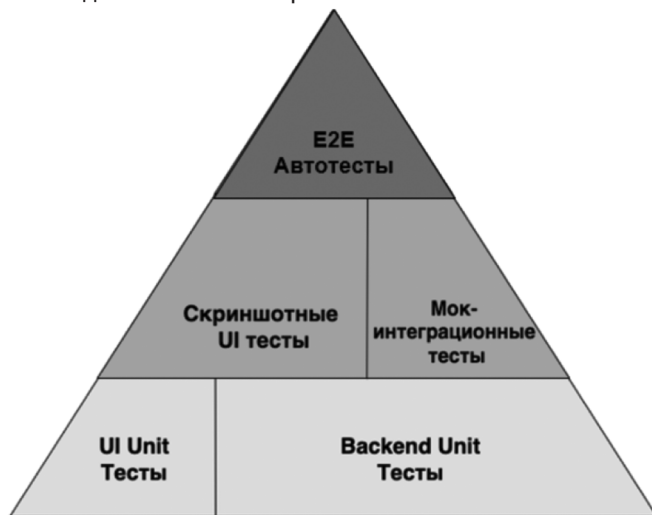 E2E
Автотесты
Скриншотные
UI тесты
Мок-
интеграционные
тесты
UI Unit
Тесты
Backend Unit
Тесты